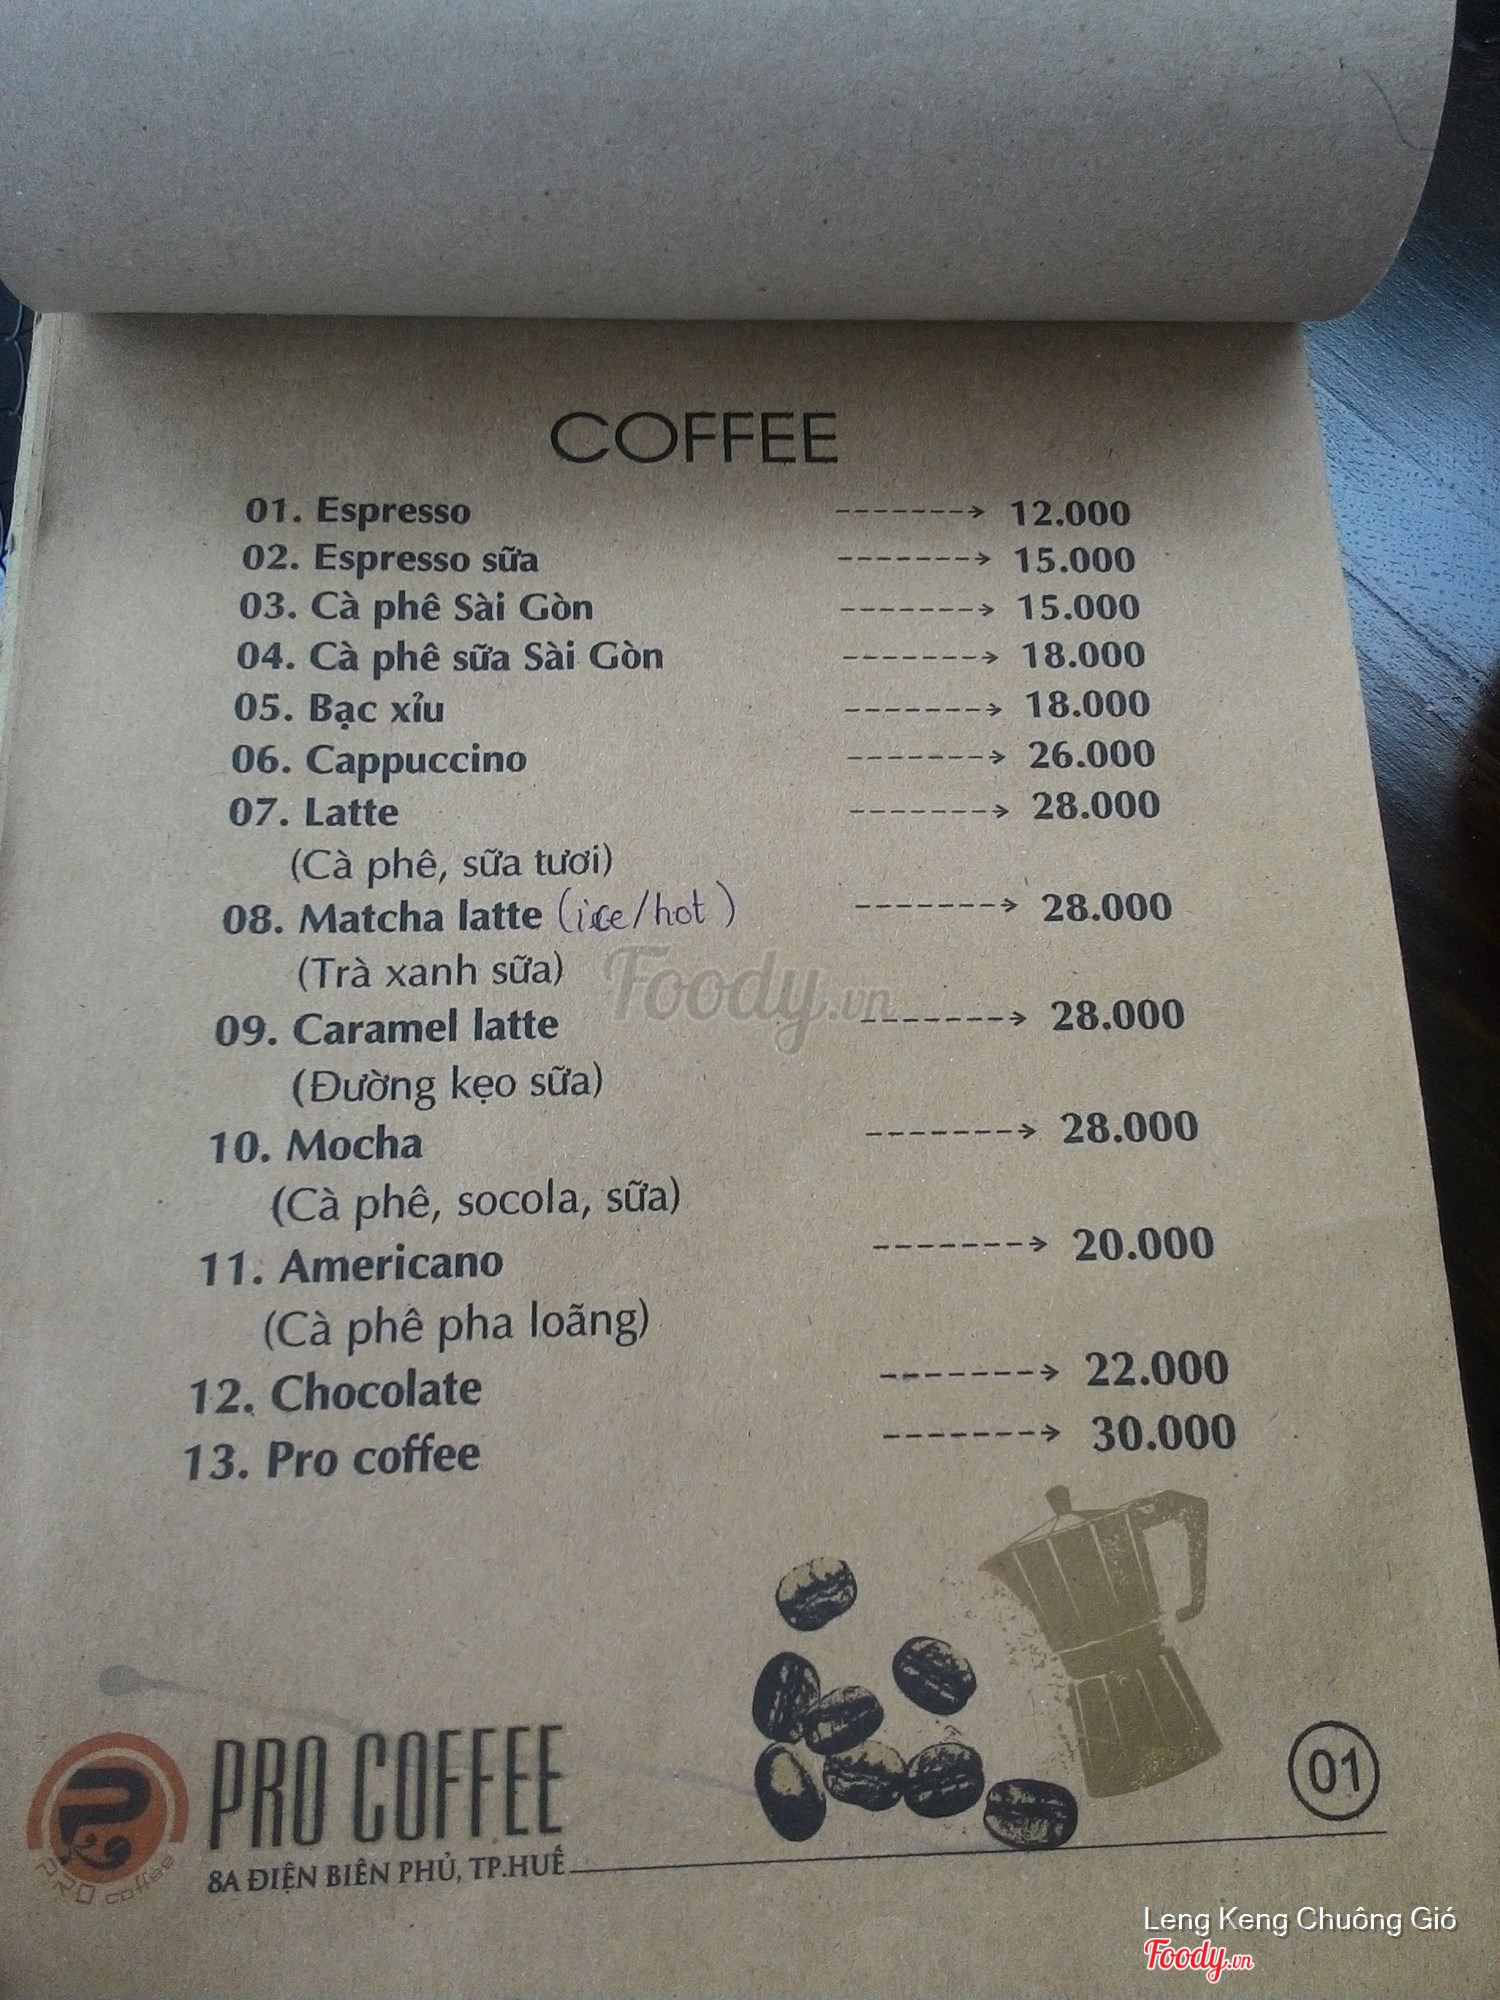 COFFEE
01. Espresso -------> 12.000
02. Espresso sữa -------> 15.000
03. Cà phê Sài Gòn -------> 15.000
04. Cà phê sữa Sài Gòn -------> 18.000
05. Bạc xỉu -------> 18.000
06. Cappuccino -------> 26.000
07. Latte -------> 28.000
(Cà phê, sữa tươi)
08. Matcha latte (ice/hot) -------> 28.000
(Trà xanh sữa)
Foody.vn
09. Caramel latte -------> 28.000
(Đường kẹo sữa)
10. Mocha -------> 28.000
(Cà phê, socola, sữa)
11. Americano -------> 20.000
(Cà phê pha loãng)
12. Chocolate -------> 22.000
13. Pro coffee -------> 30.000
PRO COFFEE
01
PRO coffee
8A ĐIỆN BIÊN PHỦ, TP.HUẾ
Leng Keng Chuông Gió
Foody.vn